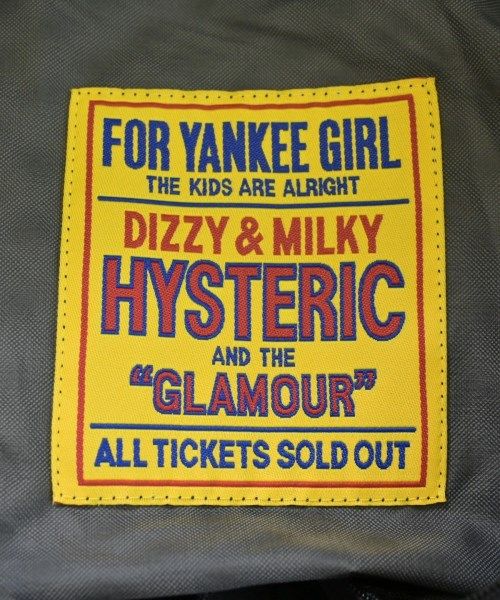 FOR YANKEE GIRL
THE KIDS ARE ALRIGHT
DIZZY & MILKY
HYSTERIC
AND THE
"GLAMOUR"
ALL TICKETS SOLD OUT